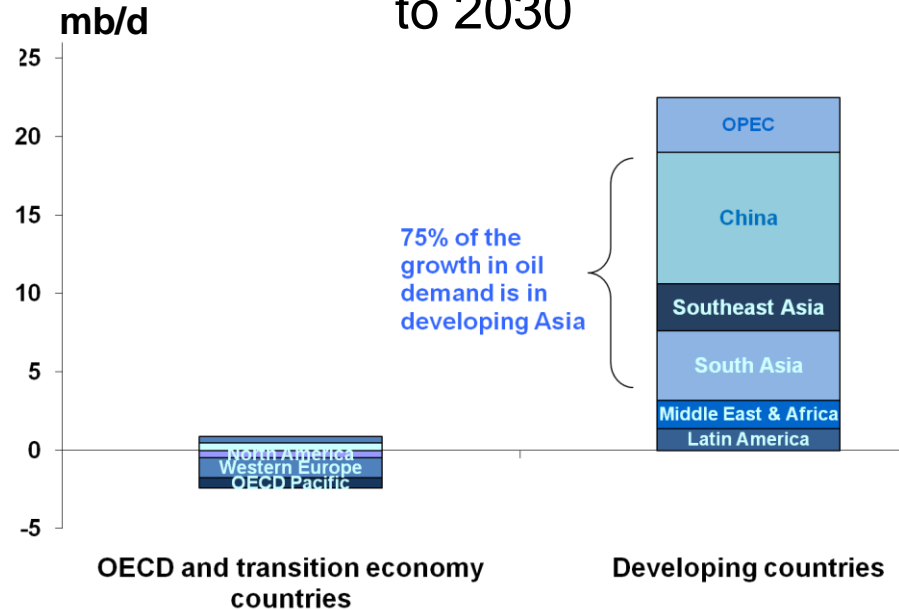 to 2030
mb/d
25
20
15
10
5
0
-5
OPEC
China
Southeast Asia
South Asia
Middle East & Africa
Latin America
75% of the
growth in oil
demand is in
developing Asia
North America
Western Europe
OECD Pacific
OECD and transition economy
countries
Developing countries